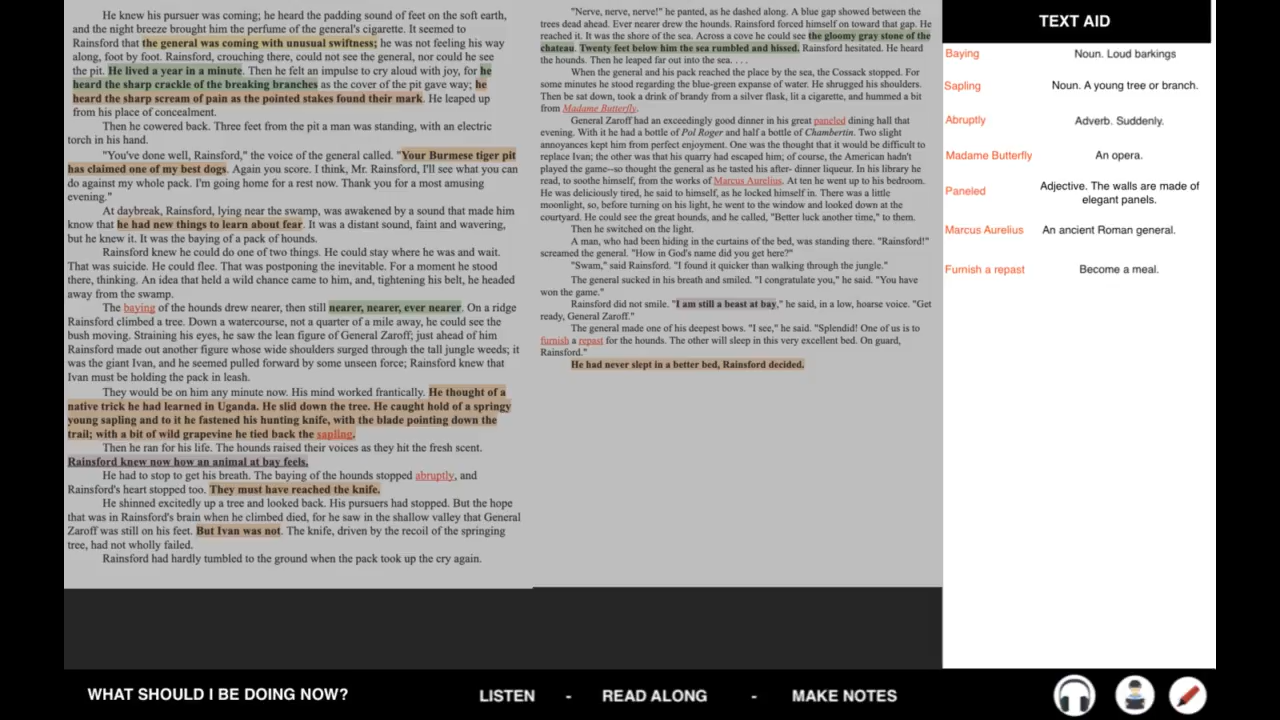 He knew his pursuer was coming; he heard the padding sound of feet on the soft earth,
and the night breeze brought him the perfume of the general's cigarette. It seemed to
Rainsford that the general was coming with unusual swiftness; he was not feeling his way
along, foot by foot. Rainsford, crouching there, could not see the general, nor could he see
the pit. He lived a year in a minute. Then he felt an impulse to cry aloud with joy, for he
heard the sharp crackle of the breaking branches as the cover of the pit gave way; he
heard the sharp scream of pain as the pointed stakes found their mark. He leaped up
from his place of concealment.
Then he cowered back. Three feet from the pit a man was standing, with an electric
torch in his hand.
"You've done well, Rainsford," the voice of the general called. "Your Burmese tiger pit
has claimed one of my best dogs. Again you score. I think, Mr. Rainsford, I'll see what you can
do against my whole pack. I'm going home for a rest now. Thank you for a most amusing
evening."
At daybreak, Rainsford, lying near the swamp, was awakened by a sound that made him
know that he had new things to learn about fear. It was a distant sound, faint and wavering,
but he knew it. It was the baying of a pack of hounds.
Rainsford knew he could do one of two things. He could stay where he was and wait.
That was suicide. He could flee. That was postponing the inevitable. For a moment he stood
there, thinking. An idea that held a wild chance came to him, and, tightening his belt, he headed
away from the swamp.
The baying of the hounds drew nearer, then still nearer, nearer, ever nearer. On a ridge
Rainsford climbed a tree. Down a watercourse, not a quarter of a mile away, he could see the
bush moving. Straining his eyes, he saw the lean figure of General Zaroff; just ahead of him
Rainsford made out another figure whose wide shoulders surged through the tall jungle weeds; it
was the giant Ivan, and he seemed pulled forward by some unseen force; Rainsford knew that
Ivan must be holding the pack in leash.
They would be on him any minute now. His mind worked frantically. He thought of a
native trick he had learned in Uganda. He slid down the tree. He caught hold of a springy
young sapling and to it he fastened his hunting knife, with the blade pointing down the
trail; with a bit of wild grapevine he tied back the sapling.
Then he ran for his life. The hounds raised their voices as they hit the fresh scent.
Rainsford knew now how an animal at bay feels.
He had to stop to get his breath. The baying of the hounds stopped abruptly, and
Rainsford's heart stopped too. They must have reached the knife.
He shinned excitedly up a tree and looked back. His pursuers had stopped. But the hope
that was in Rainsford's brain when he climbed died, for he saw in the shallow valley that General
Zaroff was still on his feet. But Ivan was not. The knife, driven by the recoil of the springing
tree, had not wholly failed.
Rainsford had hardly tumbled to the ground when the pack took up the cry again.
"Nerve, nerve, nerve!" he panted, as he dashed along. A blue gap showed between the
trees dead ahead. Ever nearer drew the hounds. Rainsford forced himself on toward that gap. He
reached it. It was the shore of the sea. Across a cove he could see the gloomy gray stone of the
chateau. Twenty feet below him the sea rumbled and hissed. Rainsford hesitated. He heard
the hounds. Then he leaped far out into the sea. . . .
When the general and his pack reached the place by the sea, the Cossack stopped. For
some minutes he stood regarding the blue-green expanse of water. He shrugged his shoulders.
Then be sat down, took a drink of brandy from a silver flask, lit a cigarette, and hummed a bit
from Madame Butterfly.
General Zaroff had an exceedingly good dinner in his great paneled dining hall that
evening. With it he had a bottle of Pol Roger and half a bottle of Chambertin. Two slight
annoyances kept him from perfect enjoyment. One was the thought that it would be difficult to
replace Ivan; the other was that his quarry had escaped him; of course, the American hadn't
played the game--so thought the general as he tasted his after- dinner liqueur. In his library he
read, to soothe himself, from the works of Marcus Aurelius. At ten he went up to his bedroom.
He was deliciously tired, he said to himself, as he locked himself in. There was a little
moonlight, so, before turning on his light, he went to the window and looked down at the
courtyard. He could see the great hounds, and he called, "Better luck another time," to them.
Then he switched on the light.
A man, who had been hiding in the curtains of the bed, was standing there. "Rainsford!"
screamed the general. "How in God's name did you get here?"
"Swam," said Rainsford. "I found it quicker than walking through the jungle."
The general sucked in his breath and smiled. "I congratulate you," he said. "You have
won the game."
Rainsford did not smile. "I am still a beast at bay," he said, in a low, hoarse voice. "Get
ready, General Zaroff."
The general made one of his deepest bows. "I see," he said. "Splendid! One of us is to
furnish a repast for the hounds. The other will sleep in this very excellent bed. On guard,
Rainsford."
He had never slept in a better bed, Rainsford decided.
TEXT AID
Baying Noun. Loud barkings
Sapling Noun. A young tree or branch.
Abruptly Adverb. Suddenly.
Madame Butterfly An opera.
Paneled Adjective. The walls are made of
elegant panels.
Marcus Aurelius An ancient Roman general.
Furnish a repast Become a meal.
WHAT SHOULD I BE DOING NOW? LISTEN - READ ALONG - MAKE NOTES